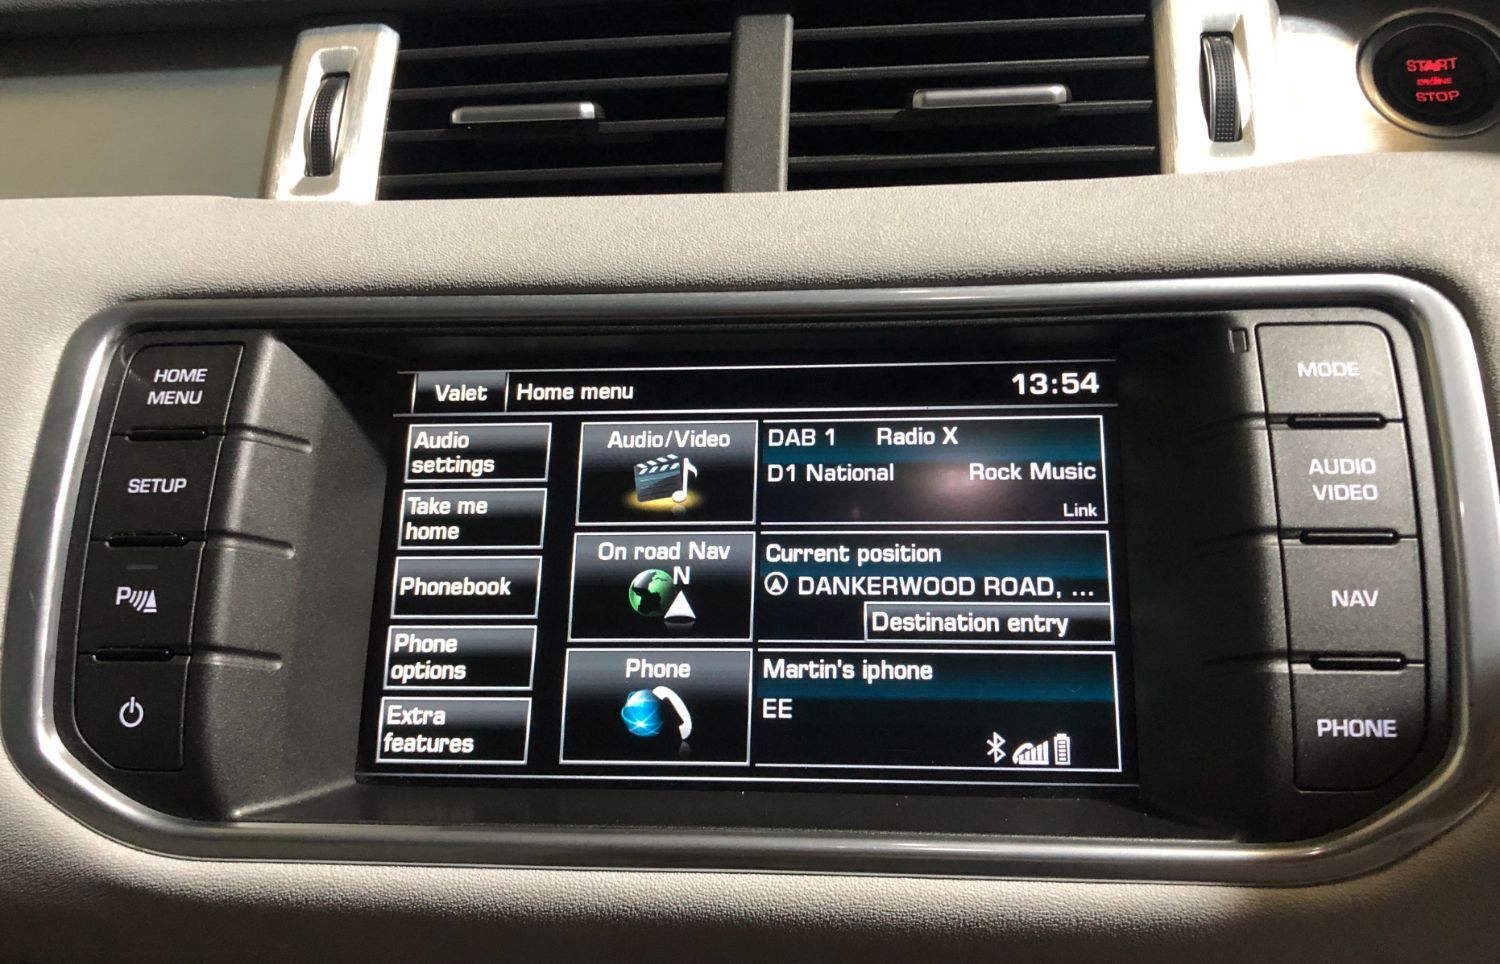 START
ENGINE
STOP
HOME
MENU
SETUP
P
Valet
Home menu
13:54
Audio
settings
Take me
home
Phonebook
Phone
options
Extra
features
Audio/Video
DAB 1 Radio X
D1 National Rock Music
Link
On road Nav
N
Current position
DANKERWOOD ROAD, ...
Destination entry
Phone
Martin's iphone
EE
MODE
AUDIO
VIDEO
NAV
PHONE